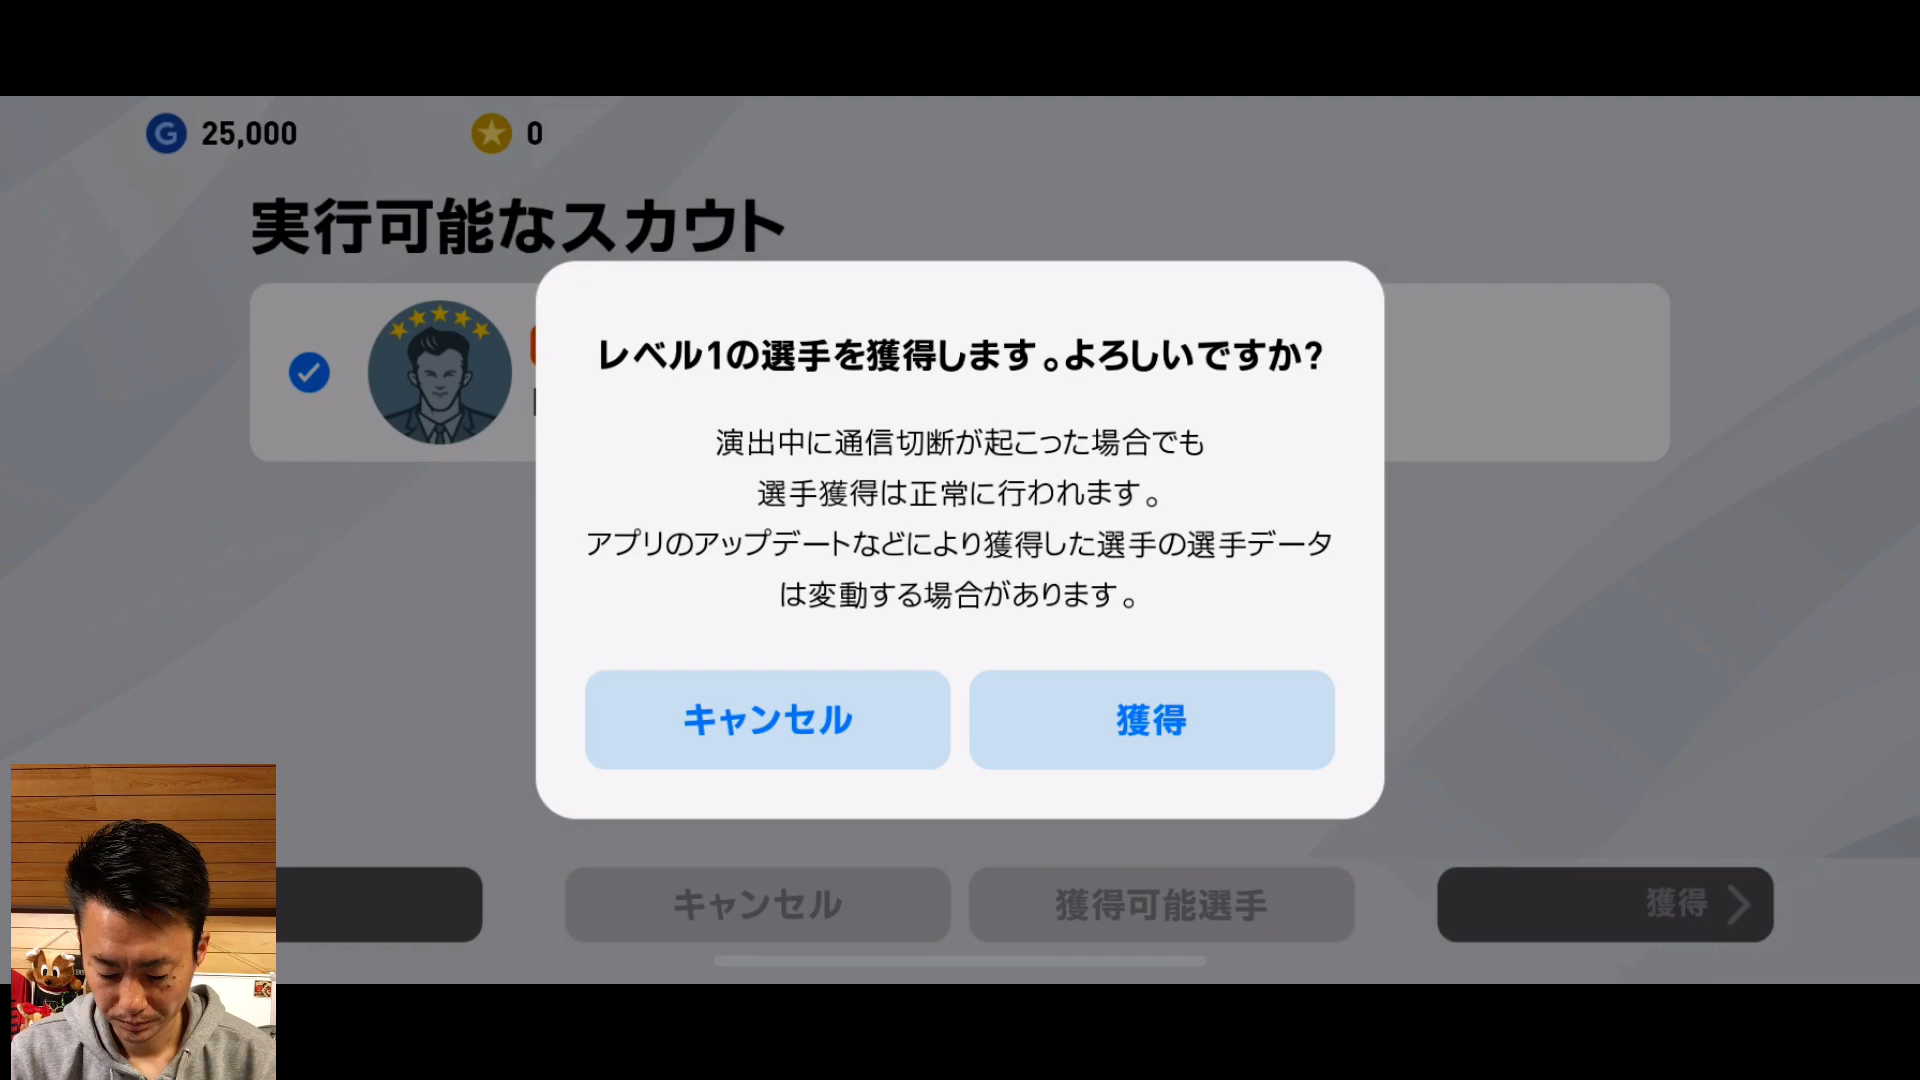 G 25,000
0
実行可能なスカウト
レベル1の選手を獲得します。よろしいですか?
演出中に通信切断が起こった場合でも
選手獲得は正常に行われます。
アプリのアップデートなどにより獲得した選手の選手データ
は変動する場合があります。
キャンセル
獲得
キャンセル
獲得可能選手
獲得